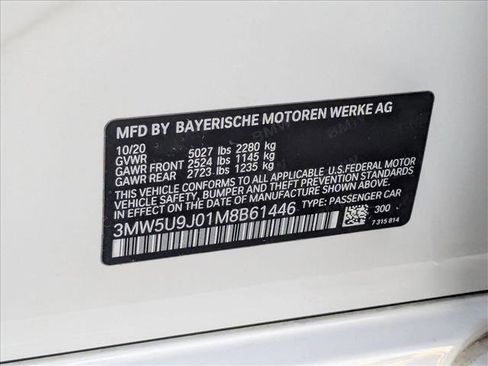 MFD BY BAYERISCHE MOTOREN WERKE AG
10/20
GVWR 5027 lbs 2280 kg
GAWR FRONT 2524 lbs 1145 kg
GAWR REAR 2723 lbs 1235 kg
THIS VEHICLE CONFORMS TO ALL APPLICABLE U.S.FEDERAL MOTOR
VEHICLE SAFETY, BUMPER, AND THEFT PREVENTION STANDARDS IN
EFFECT ON THE DATE OF MANUFACTURE SHOWN ABOVE.
3MW5U9J01M8B61446 TYPE: PASSENGER CAR
300
7 315 814